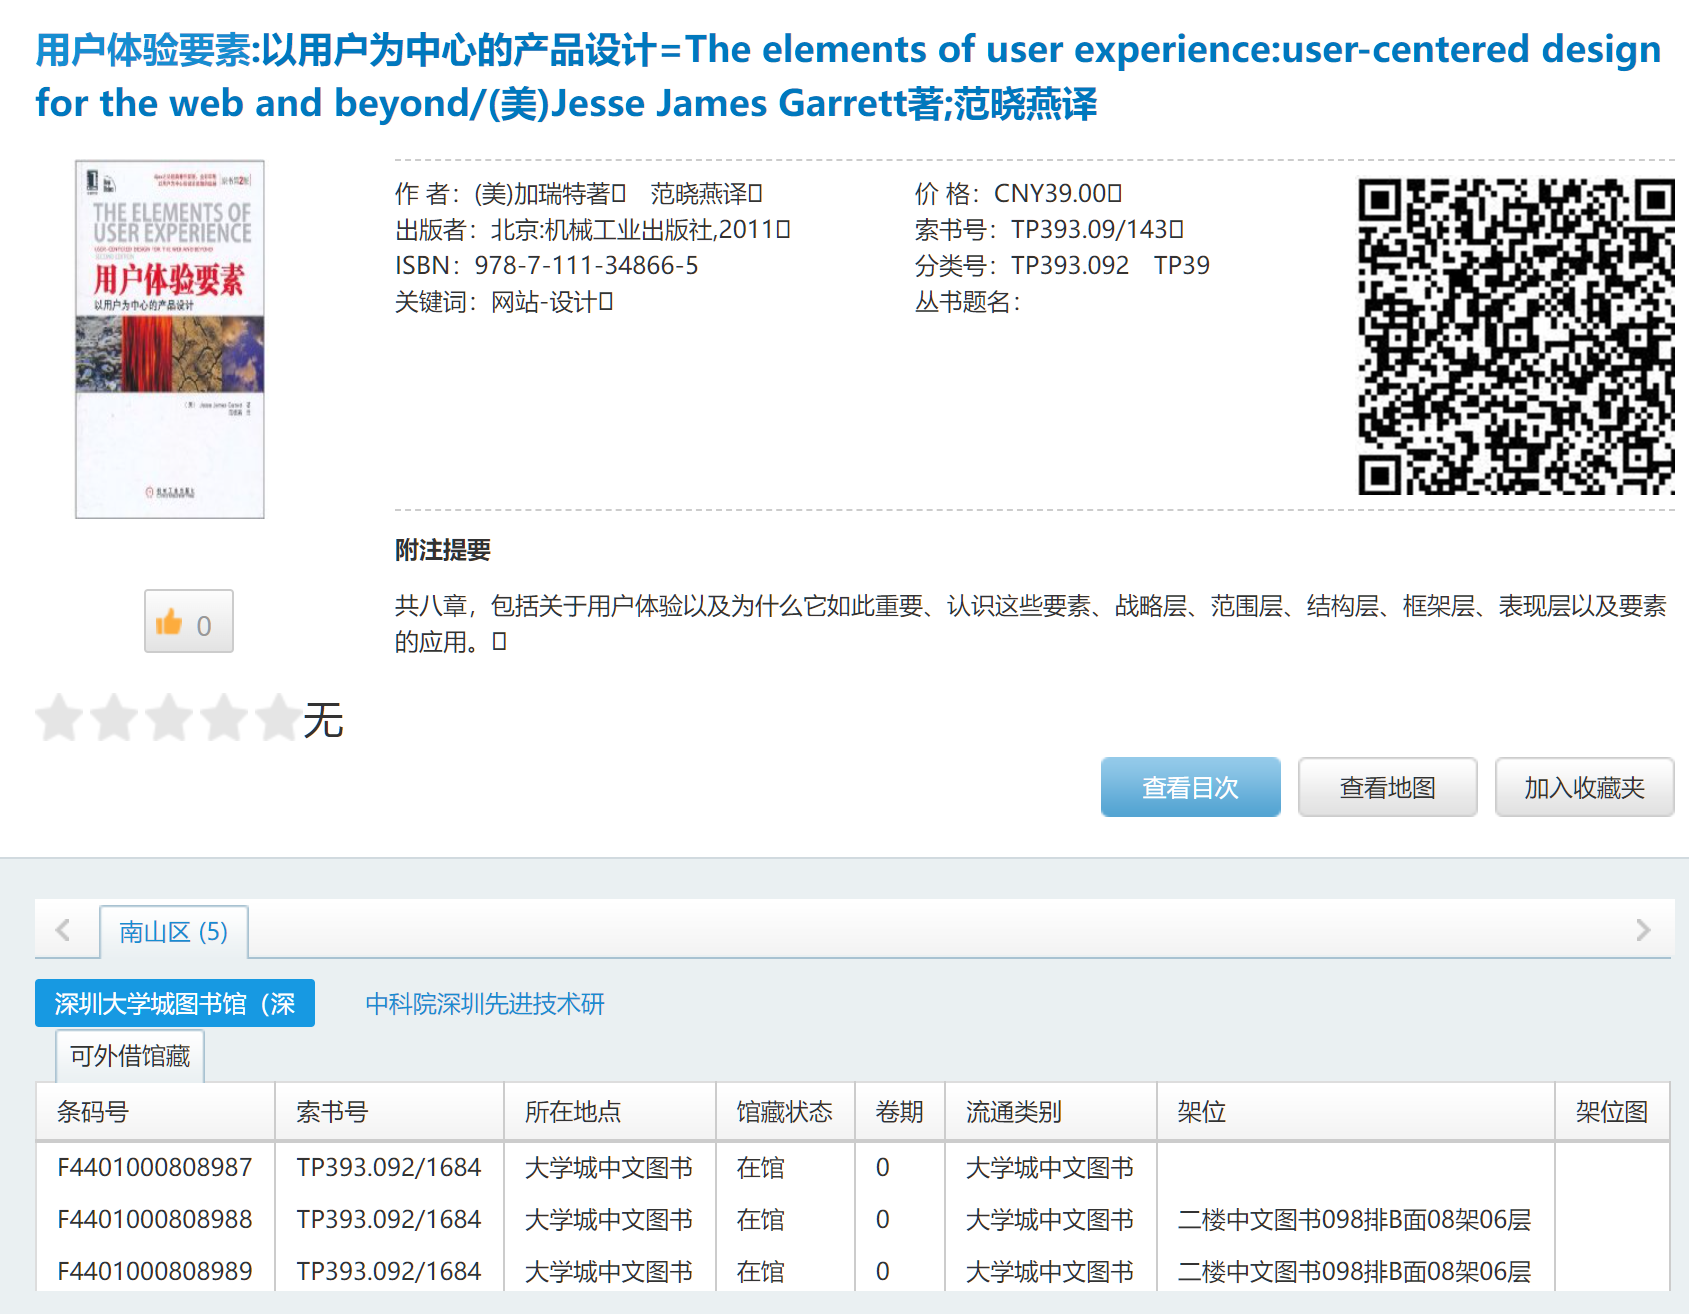 用户体验要素:以用户为中心的产品设计=The elements of user experience:user-centered design
for the web and beyond/(美)Jesse James Garrett著;范晓燕译
THE ELEMENTS OF
USER EXPERIENCE
用户体验要素
以用户为中心的产品设计
作 者： (美)加瑞特著 范晓燕译
价 格： CNY39.00
出版者： 北京:机械工业出版社,2011
索书号： TP393.09/143
ISBN： 978-7-111-34866-5
分类号： TP393.092 TP39
关键词： 网站-设计
丛书题名：
附注提要
共八章，包括关于用户体验以及为什么它如此重要、认识这些要素、战略层、范围层、结构层、框架层、表现层以及要素
的应用。
0
无
查看目次 查看地图 加入收藏夹
南山区 (5)
深圳大学城图书馆（深 中科院深圳先进技术研
可外借馆藏
条码号 索书号 所在地点 馆藏状态 卷期 流通类别 架位 架位图
F4401000808987 TP393.092/1684 大学城中文图书 在馆 0 大学城中文图书
F4401000808988 TP393.092/1684 大学城中文图书 在馆 0 大学城中文图书 二楼中文图书098排B面08架06层
F4401000808989 TP393.092/1684 大学城中文图书 在馆 0 大学城中文图书 二楼中文图书098排B面08架06层